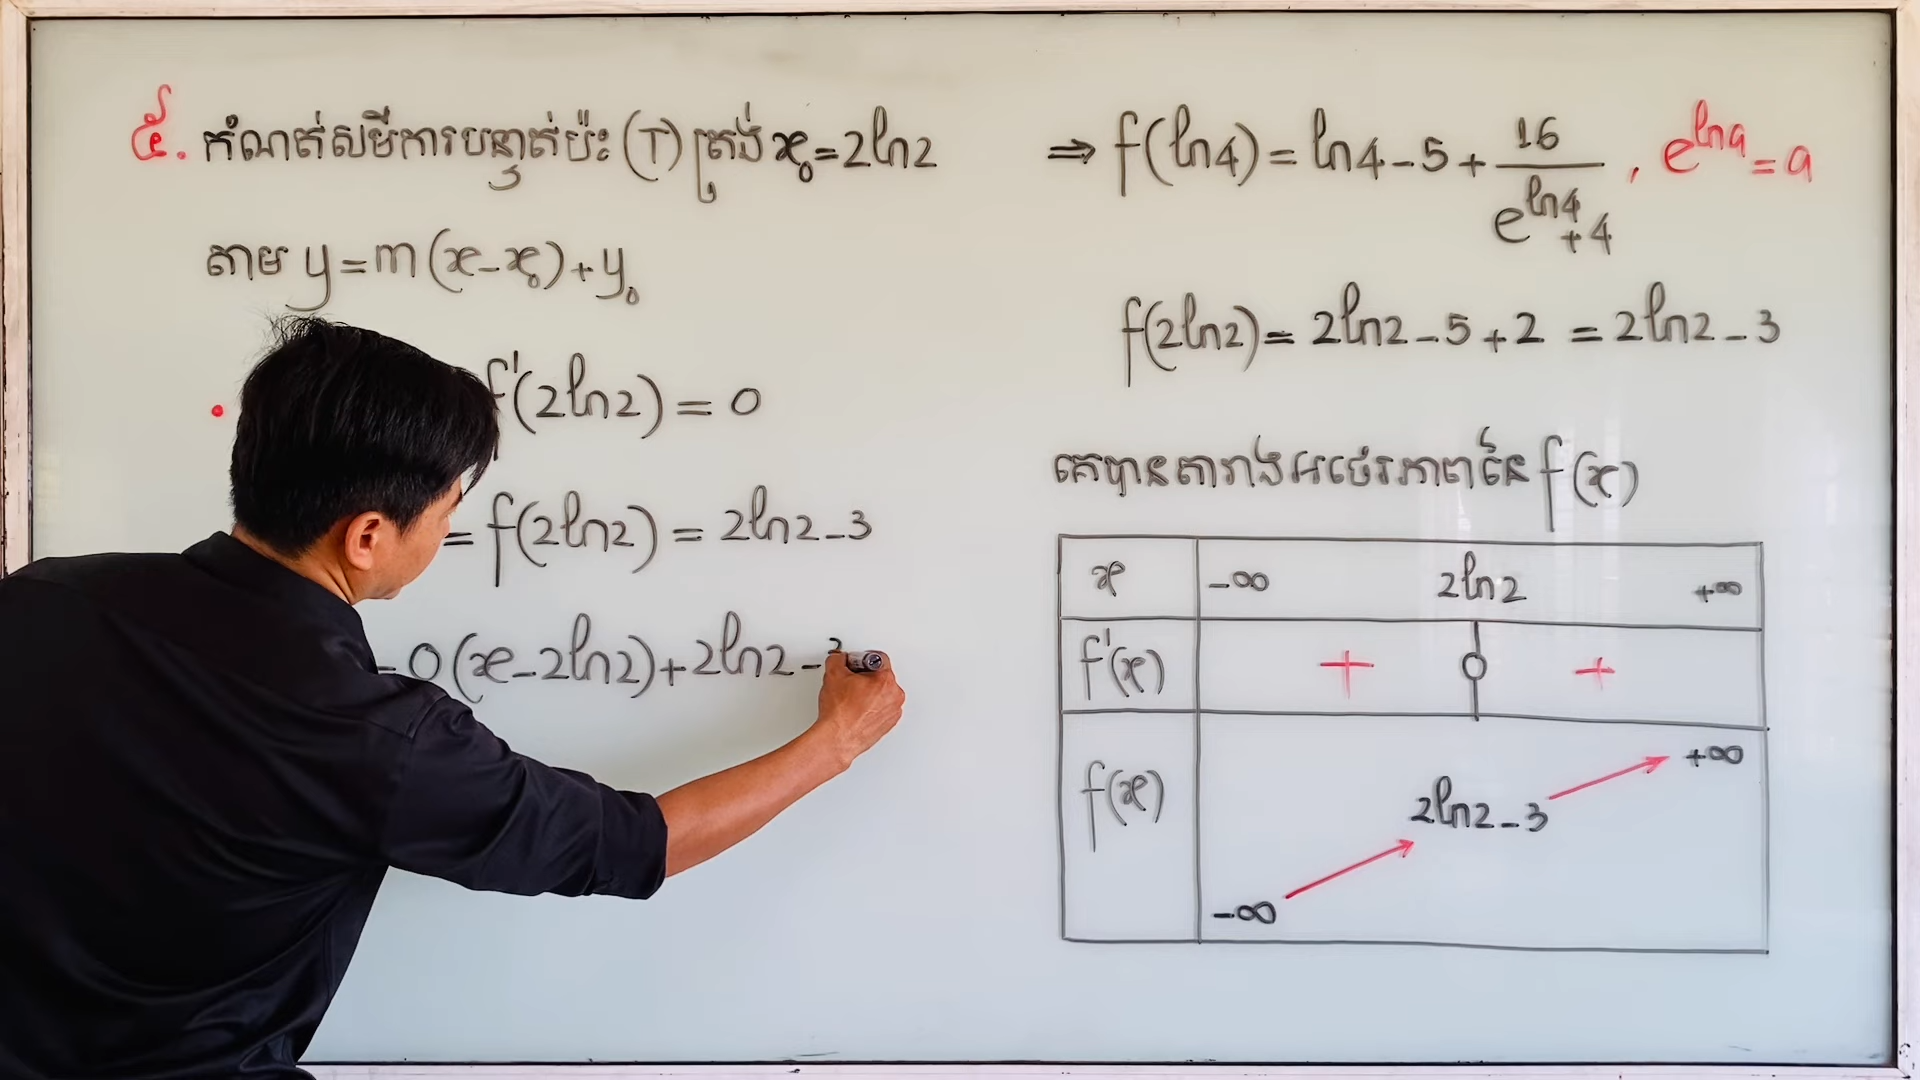 ៥. កំណត់សមីការបន្ទាត់ប៉ះ (T) ត្រង់ x₀ = 2ln2
តាម y = m(x - x₀) + y₀
f'(2ln2) = 0
= f(2ln2) = 2ln2 - 3
= 0(x - 2ln2) + 2ln2 - 3
⇒ f(ln4) = ln4 - 5 + 16/(e^ln4 + 4) , e^lna = a
f(2ln2) = 2ln2 - 5 + 2 = 2ln2 - 3
គេបានតារាងអថេរភាពនៃ f(x)
x -∞ 2ln2 +∞
f'(x) + 0 +
f(x) -∞ 2ln2 - 3 +∞